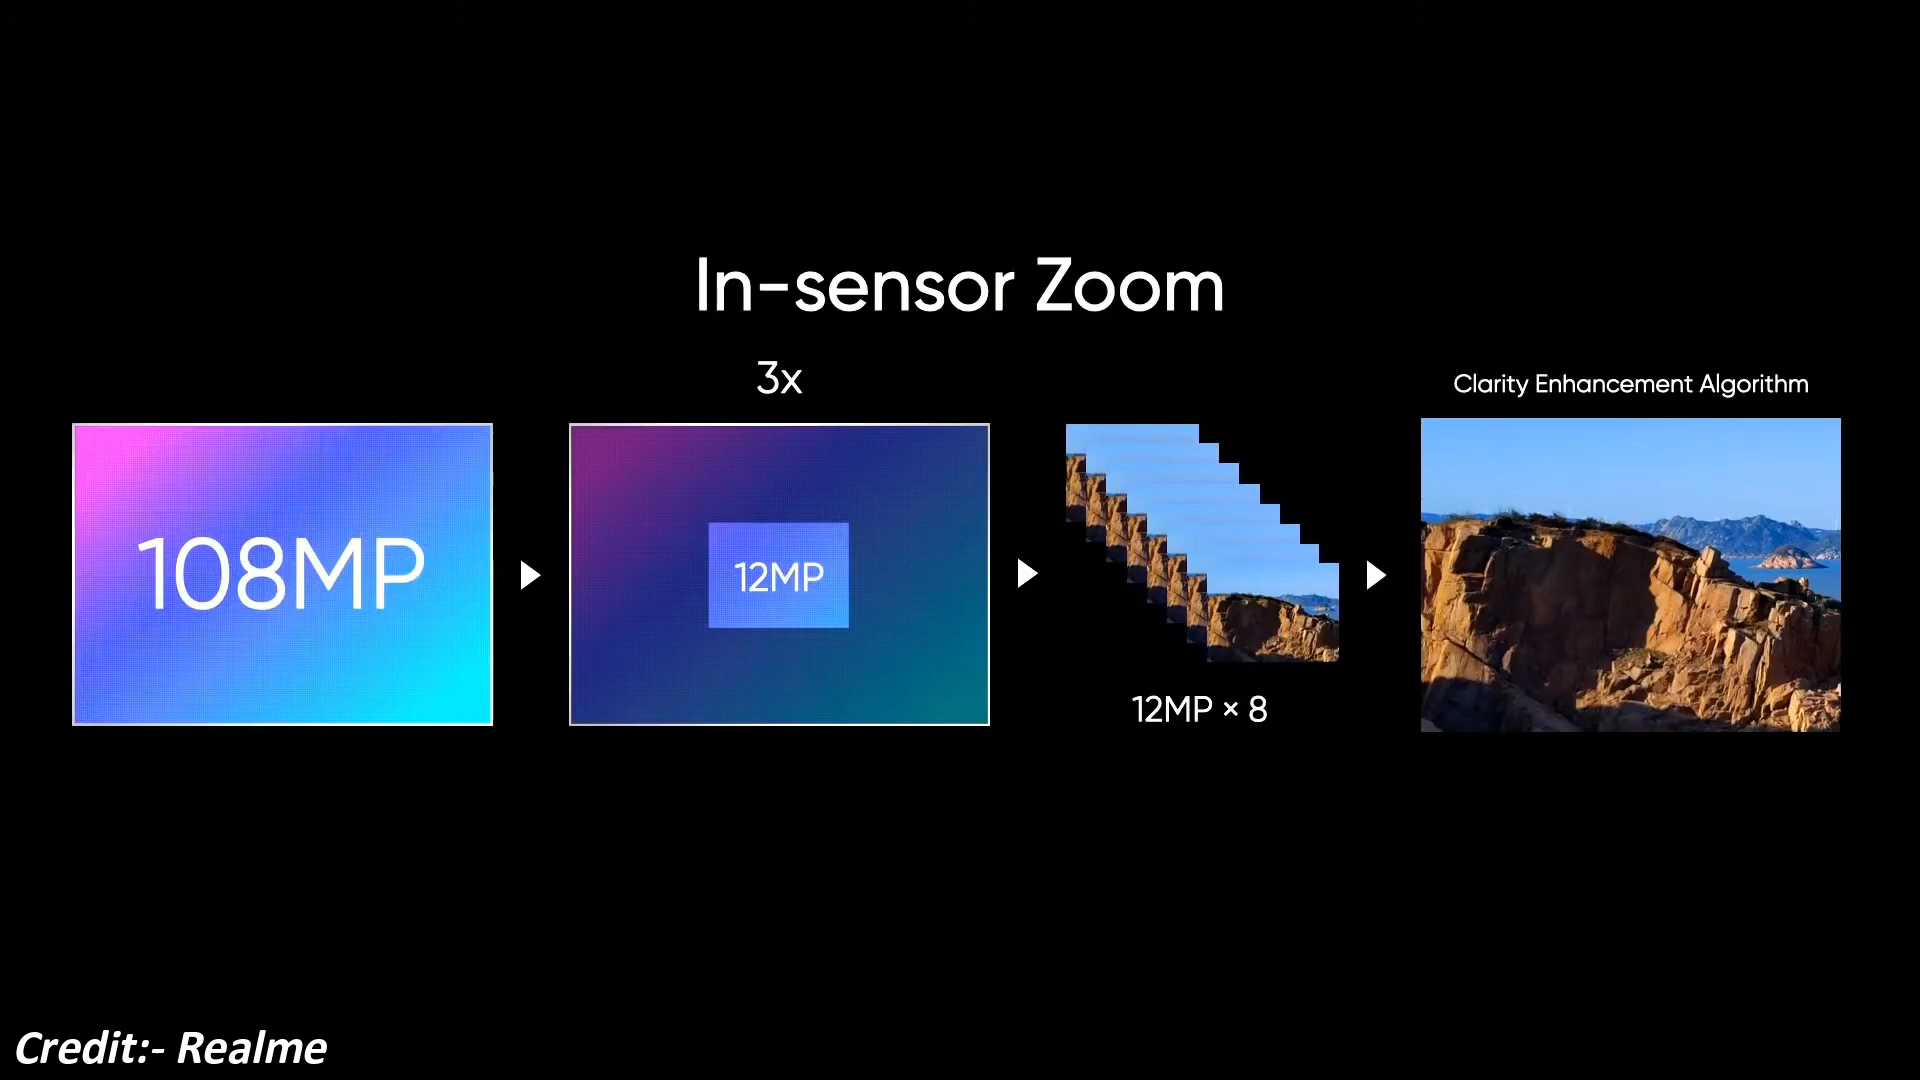 In-sensor Zoom
3x
Clarity Enhancement Algorithm
108MP
12MP
12MP × 8
Credit:- Realme